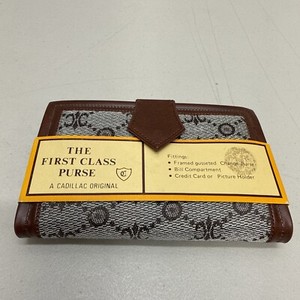 THE
FIRST CLASS
PURSE
A CADILLAC ORIGINAL
Fittings:
• Framed gusseted Change Purse
• Bill Compartment
• Credit Card or Picture Holder